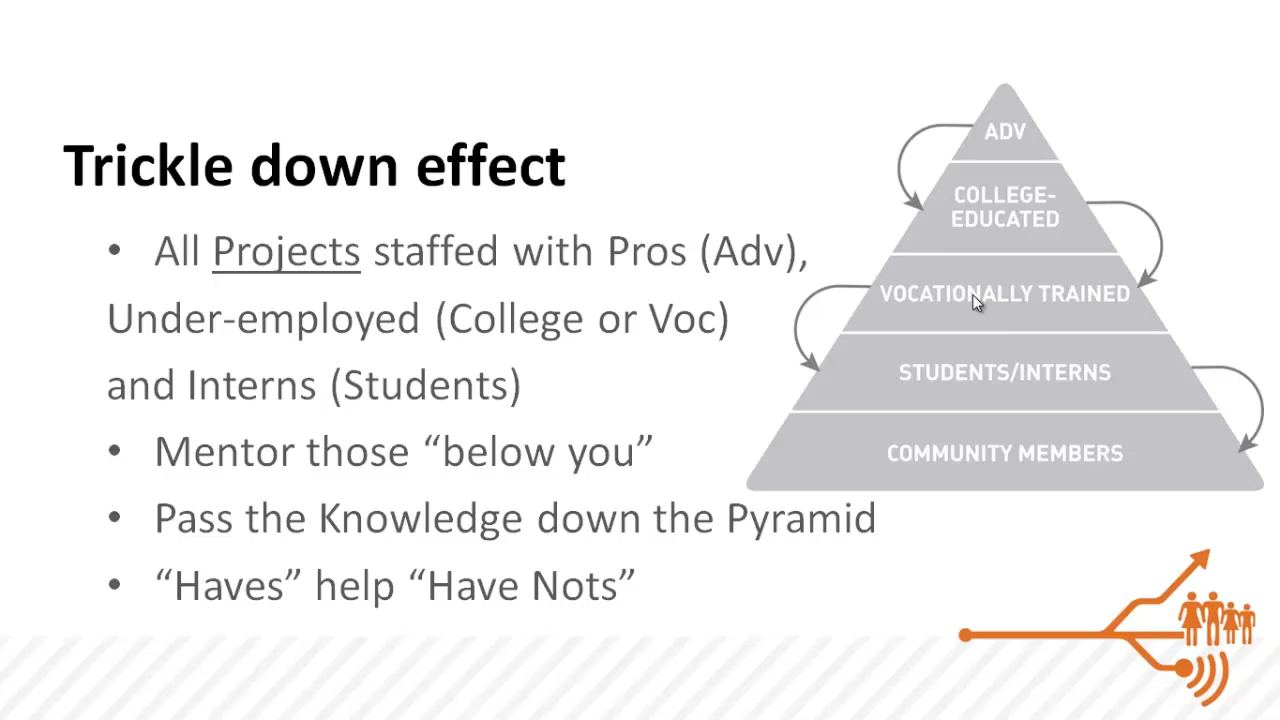 Trickle down effect
• All Projects staffed with Pros (Adv),
Under-employed (College or Voc)
and Interns (Students)
• Mentor those “below you”
• Pass the Knowledge down the Pyramid
• “Haves” help “Have Nots”
ADV
COLLEGE-
EDUCATED
VOCATIONALLY TRAINED
STUDENTS/INTERNS
COMMUNITY MEMBERS